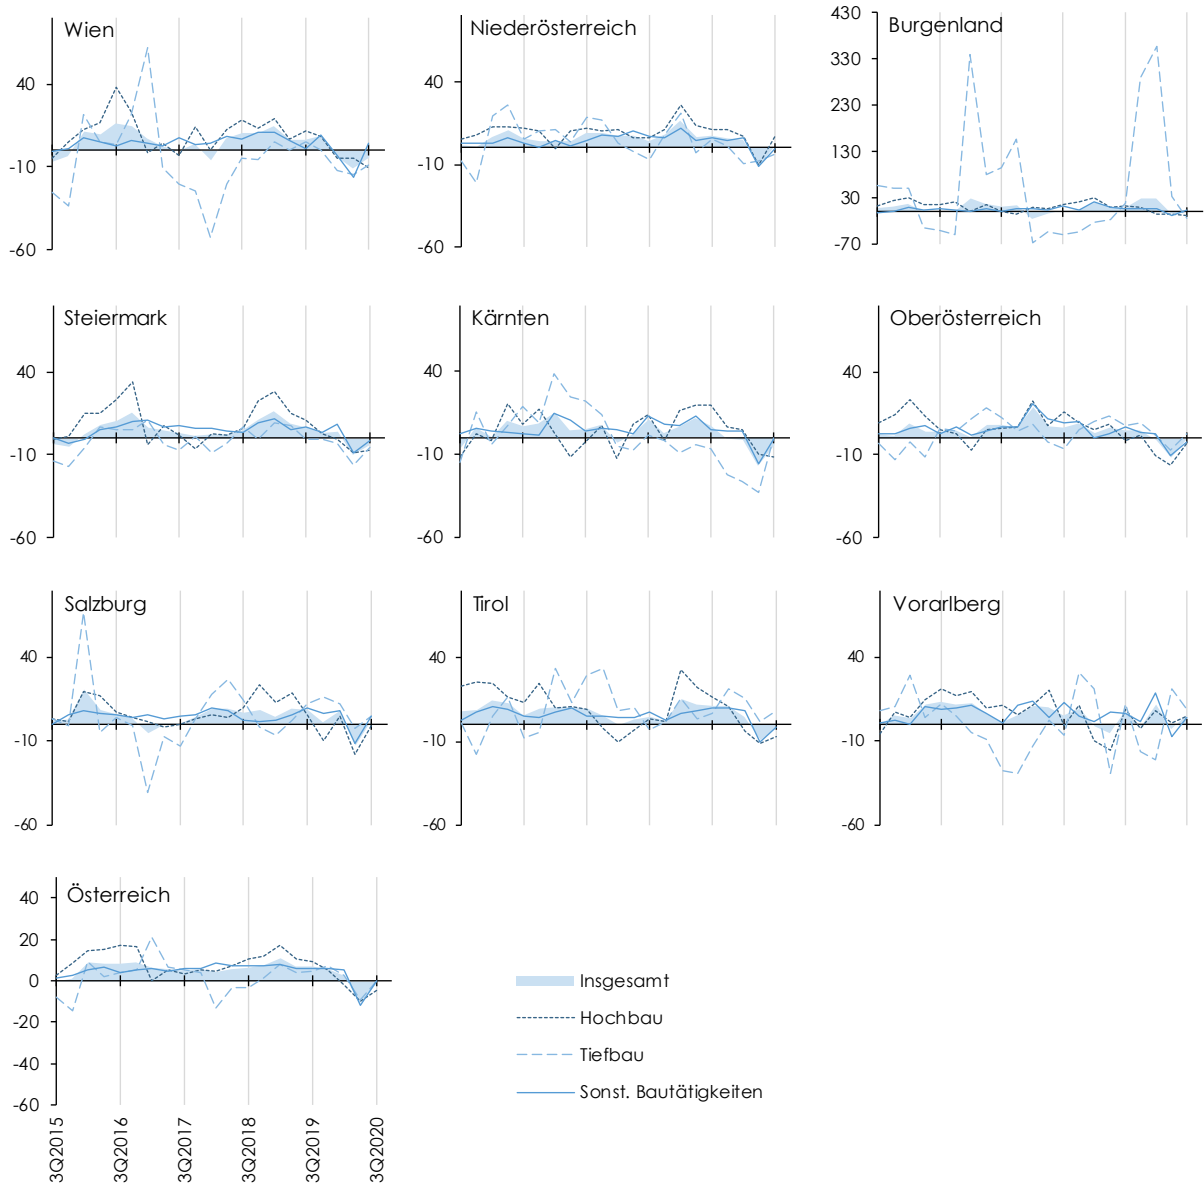 Wien
40
-10
-60
Niederösterreich
40
-10
-60
Burgenland
430
330
230
130
30
-70
Steiermark
40
-10
-60
Kärnten
40
-10
-60
Oberösterreich
40
-10
-60
Salzburg
40
-10
-60
Tirol
40
-10
-60
Vorarlberg
40
-10
-60
Österreich
40
20
0
-20
-40
-60
3Q2015
3Q2016
3Q2017
3Q2018
3Q2019
3Q2020
Insgesamt
Hochbau
Tiefbau
Sonst. Bautätigkeiten